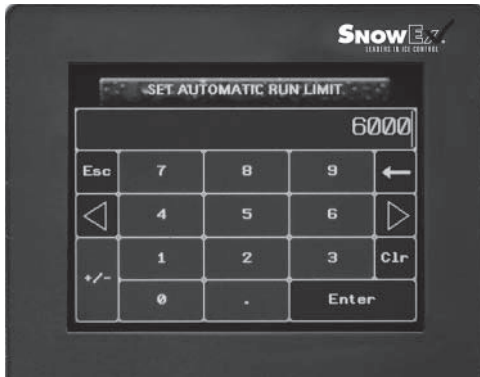 SNOWEX.
LEADERS IN ICE CONTROL
SET AUTOMATIC RUN LIMIT
6000
Esc 7 8 9 ←
4 5 6
+/- 1 2 3 Clr
0 . Enter